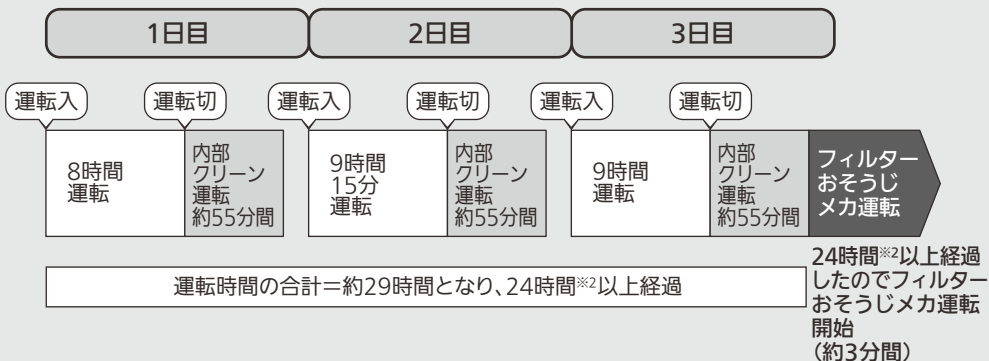 1日目
2日目
3日目
運転入
運転切
運転入
運転切
運転入
運転切
8時間
運転
内部
クリーン
運転
約55分間
9時間
15分
運転
内部
クリーン
運転
約55分間
9時間
運転
内部
クリーン
運転
約55分間
フィルター
おそうじ
メカ運転
運転時間の合計＝約29時間となり、24時間※2以上経過
24時間※2以上経過
したのでフィルター
おそうじメカ運転
開始
（約3分間）